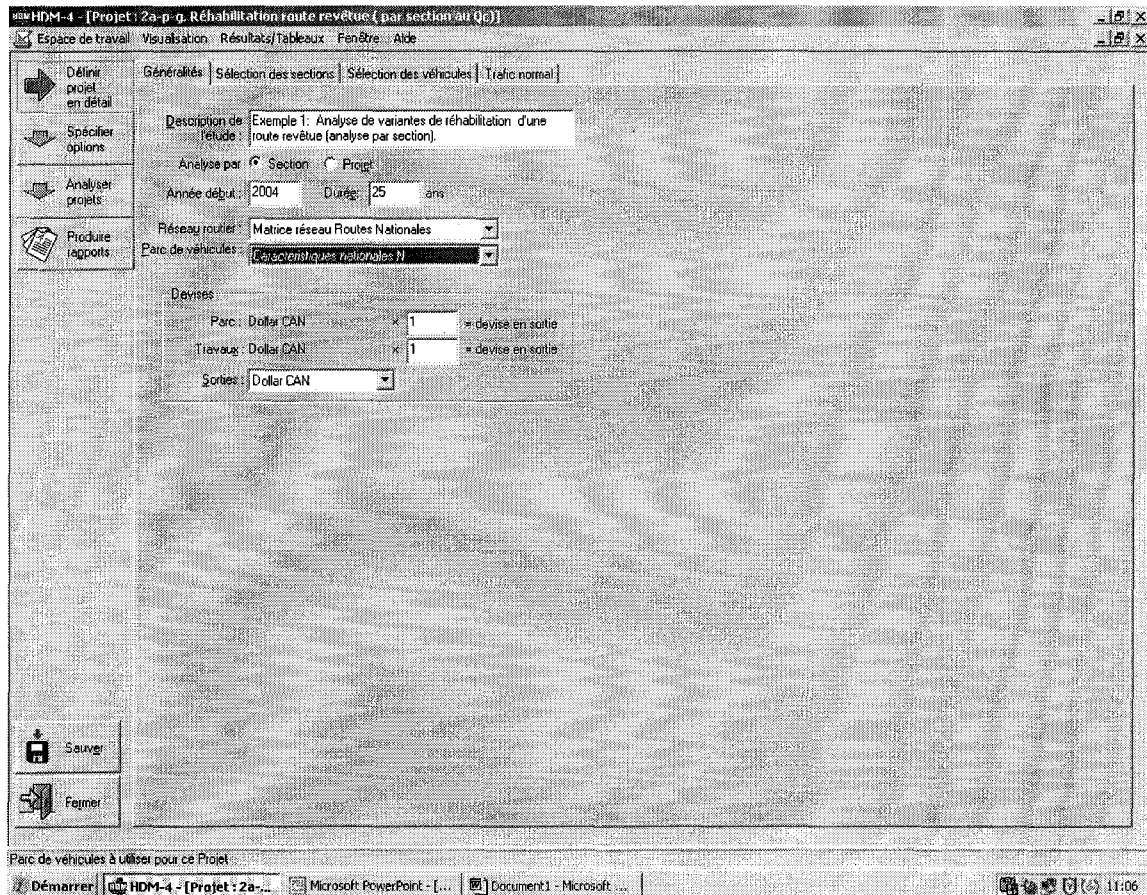 HDM-4 - [Projet : 2a-p-g. Réhabilitation route revêtue ( par section au Qc)]
Espace de travail Visualisation Résultats/Tableaux Fenêtre Aide
Définir projet en détail
Spécifier options
Analyser projets
Produire rapports
Généralités Sélection des sections Sélection des véhicules Trafic normal
Description de l'étude : Exemple 1: Analyse de variantes de réhabilitation d'une
route revêtue (analyse par section).
Analyse par Section Projet
Année début : 2004 Durée: 25 ans
Réseau routier : Matrice réseau Routes Nationales
Parc de véhicules : Caractéristiques nationales N
Devises
Parc : Dollar CAN × 1 = devise en sortie
Travaux : Dollar CAN × 1 = devise en sortie
Sorties : Dollar CAN
Sauver
Fermer
Parc de véhicules à utiliser pour ce Projet
Démarrer HDM-4 - [Projet : 2a-... Microsoft PowerPoint - [... Document1 - Microsoft ...